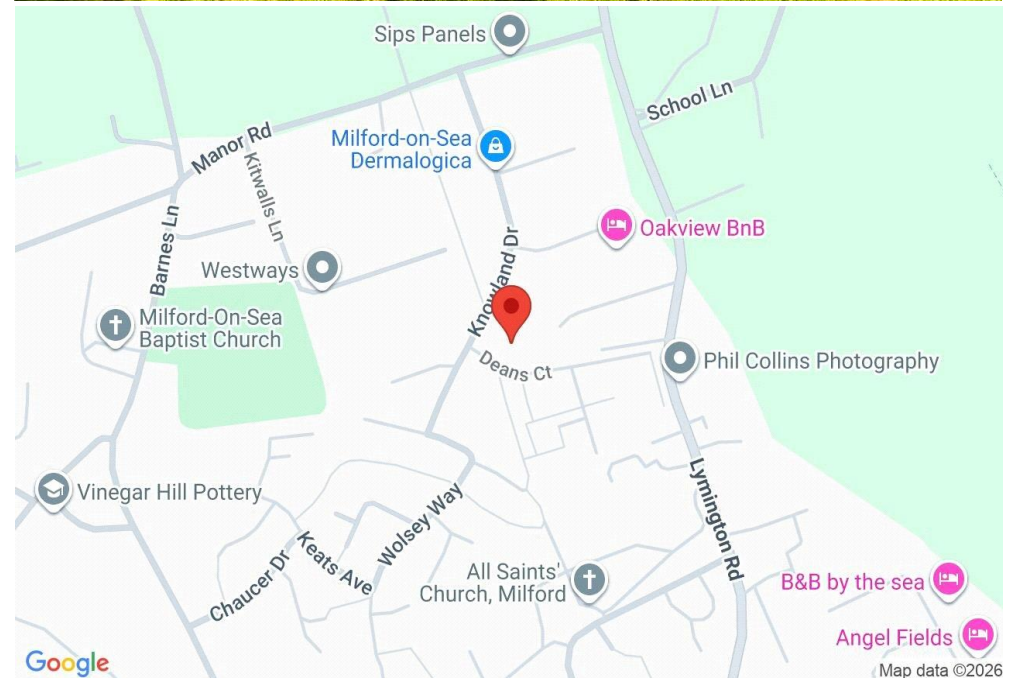 Sips Panels
School Ln
Manor Rd
Milford-on-Sea
Dermalogica
Kitwalls Ln
Barnes Ln
Oakview BnB
Westways
Knowland Dr
Milford-On-Sea
Baptist Church
Deans Ct
Phil Collins Photography
Vinegar Hill Pottery
Wolsey Way
Lymington Rd
Keats Ave
Chaucer Dr
All Saints'
Church, Milford
B&B by the sea
Angel Fields
Google
Map data ©2026